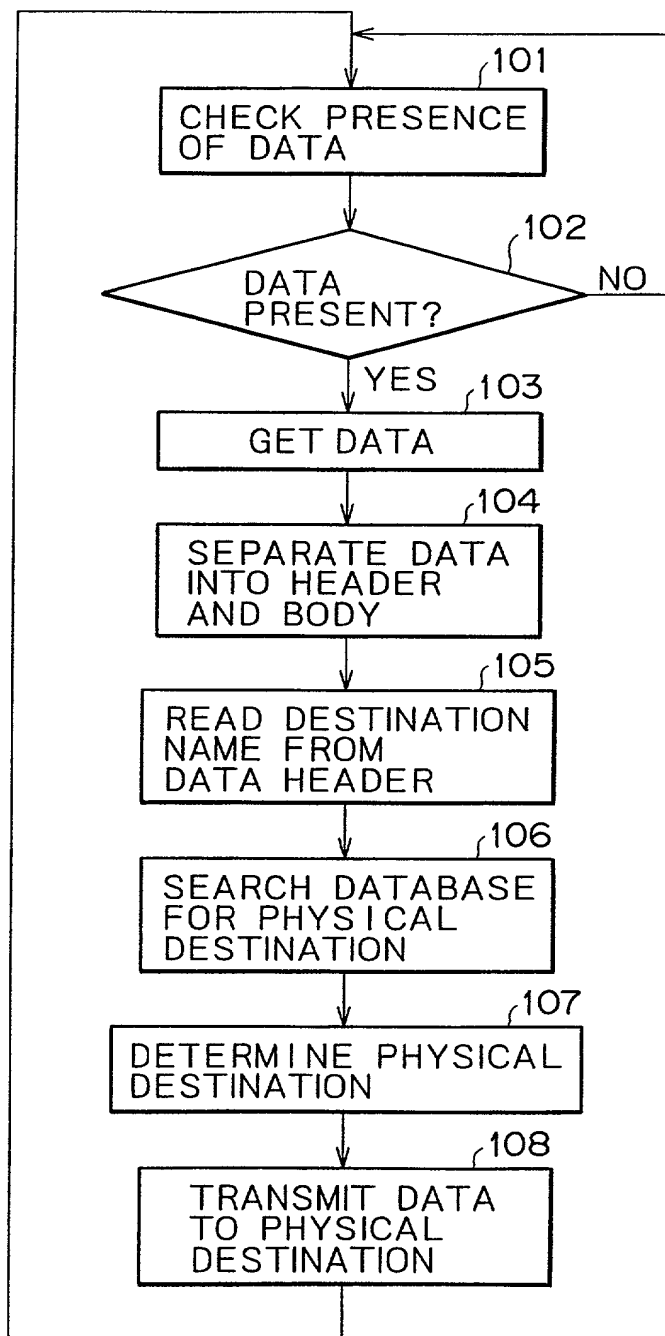 101
CHECK PRESENCE
OF DATA
102
DATA
PRESENT?
NO
YES
103
GET DATA
104
SEPARATE DATA
INTO HEADER
AND BODY
105
READ DESTINATION
NAME FROM
DATA HEADER
106
SEARCH DATABASE
FOR PHYSICAL
DESTINATION
107
DETERMINE PHYSICAL
DESTINATION
108
TRANSMIT DATA
TO PHYSICAL
DESTINATION